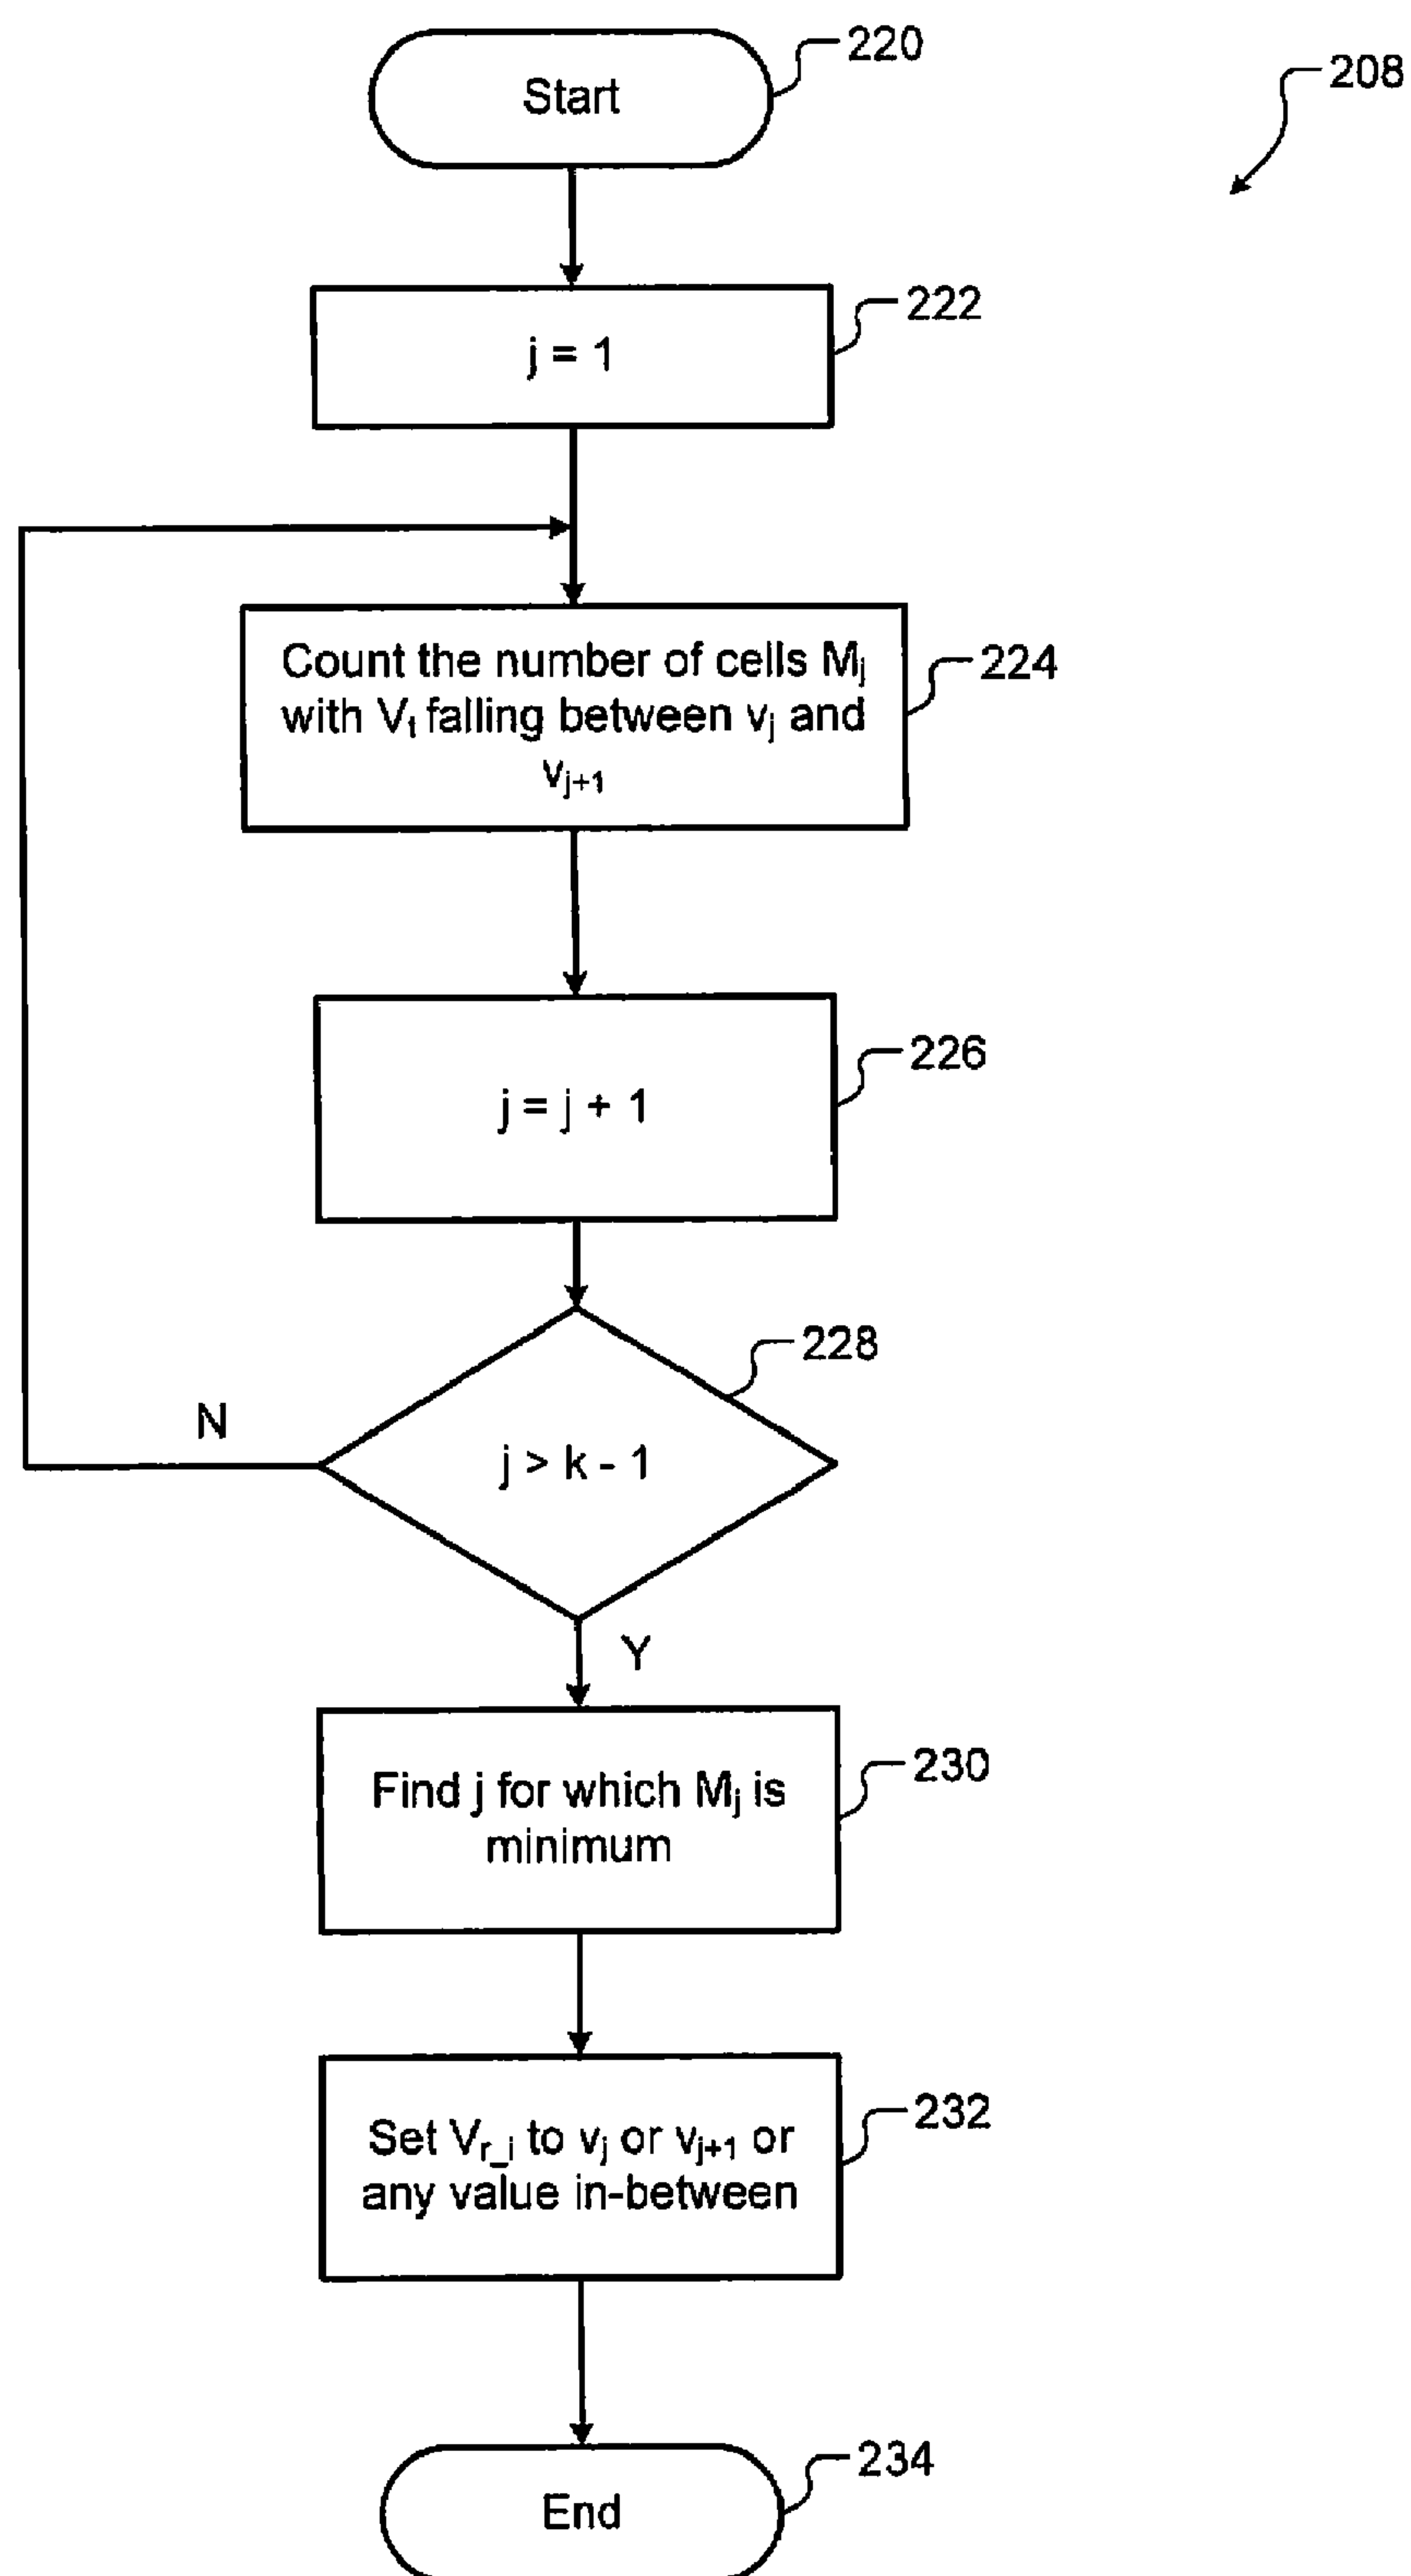 Start
220
208
j = 1
222
Count the number of cells Mj
with Vt falling between vj and
vj+1
224
j = j + 1
226
j > k - 1
228
N
Y
Find j for which Mj is
minimum
230
Set Vr_i to vj or vj+1 or
any value in-between
232
End
234